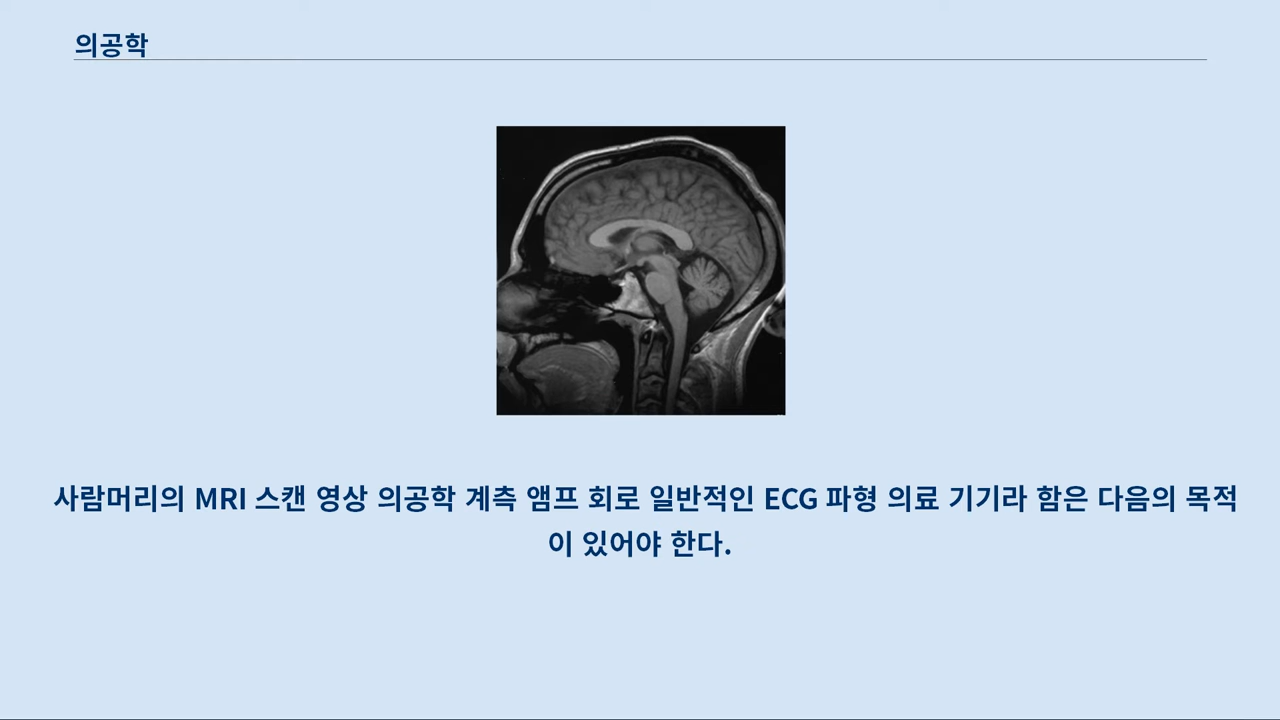 의공학
사람머리의 MRI 스캔 영상 의공학 계측 앰프 회로 일반적인 ECG 파형 의료 기기라 함은 다음의 목적
이 있어야 한다.